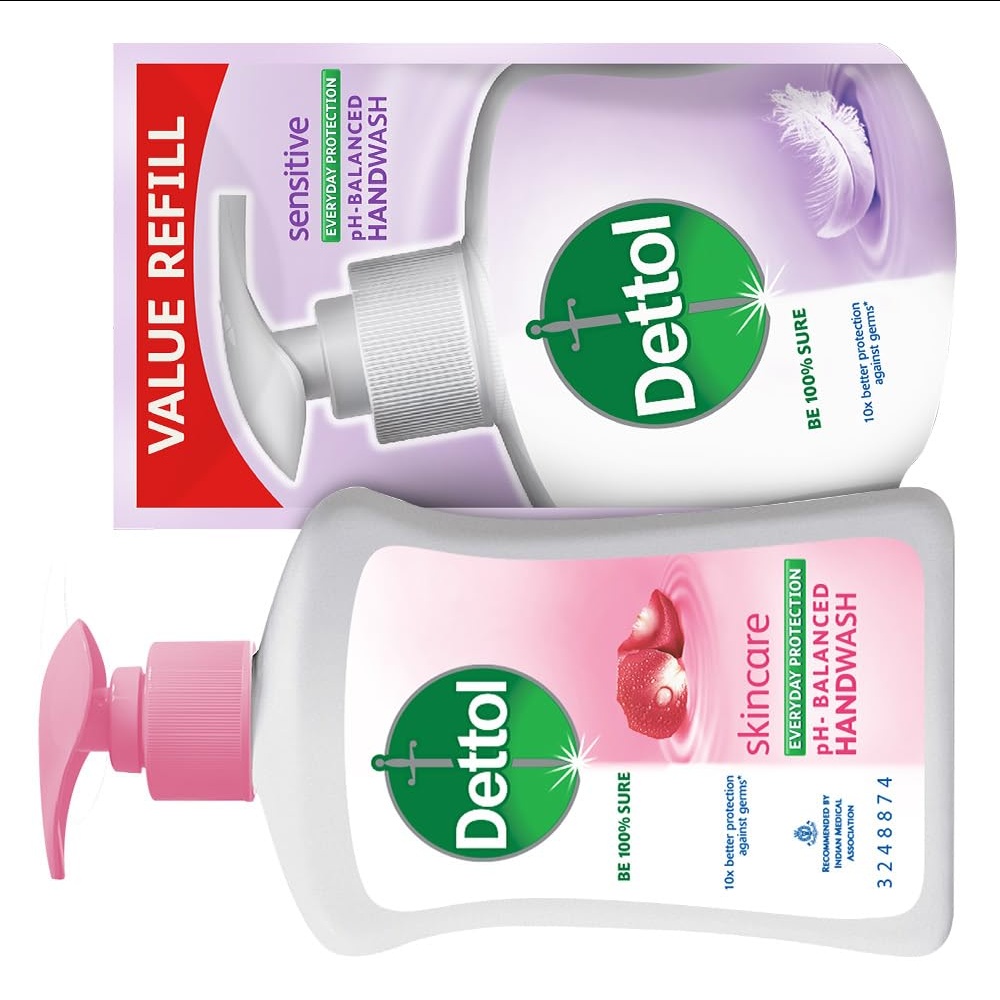 VALUE REFILL
sensitive
EVERYDAY PROTECTION
pH-BALANCED
HANDWASH
Dettol
BE 100% SURE
10x better protection
against germs*
Dettol
BE 100% SURE
skincare
EVERYDAY PROTECTION
pH- BALANCED
HANDWASH
10x better protection
against germs*
RECOMMENDED BY
INDIAN MEDICAL
ASSOCIATION
3248874